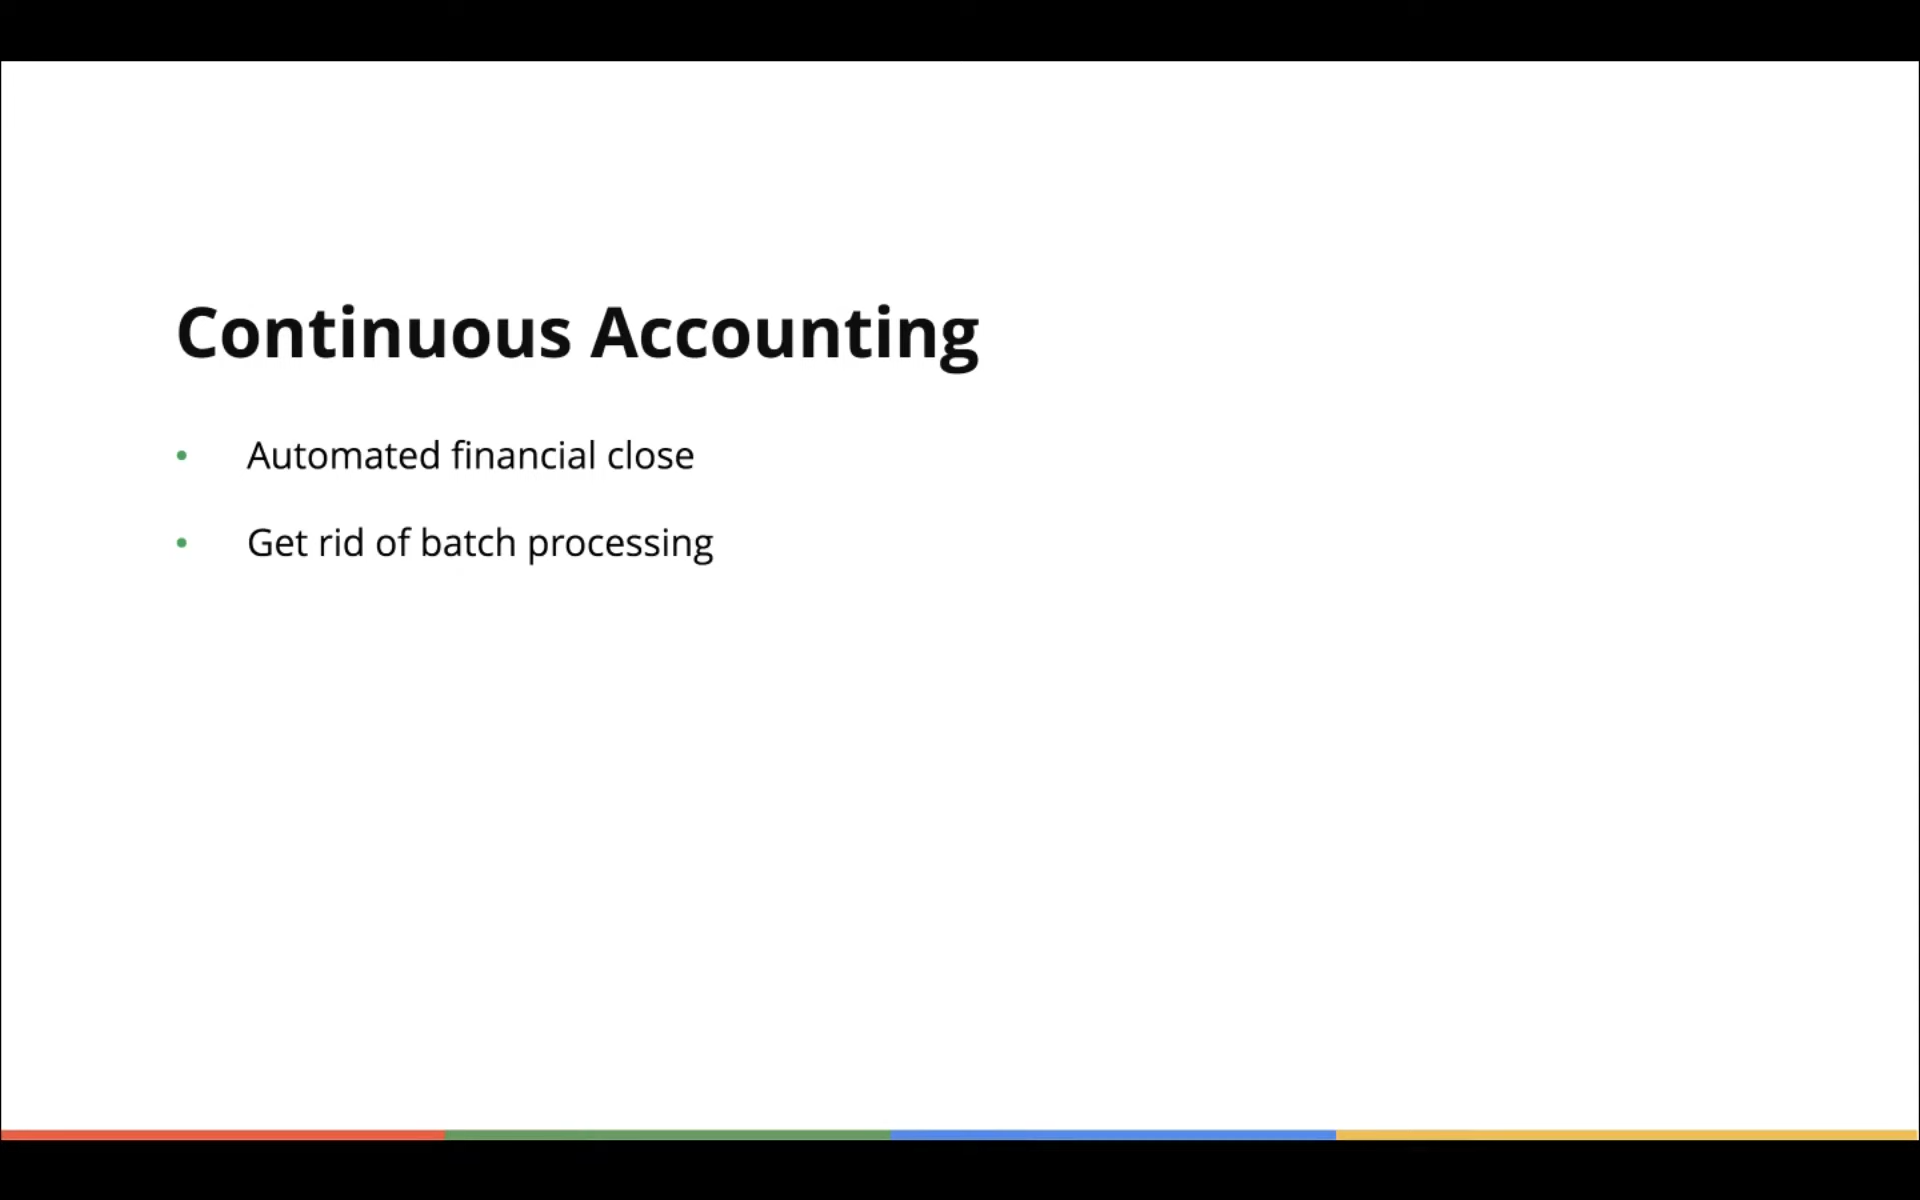 Continuous Accounting
• Automated financial close
• Get rid of batch processing